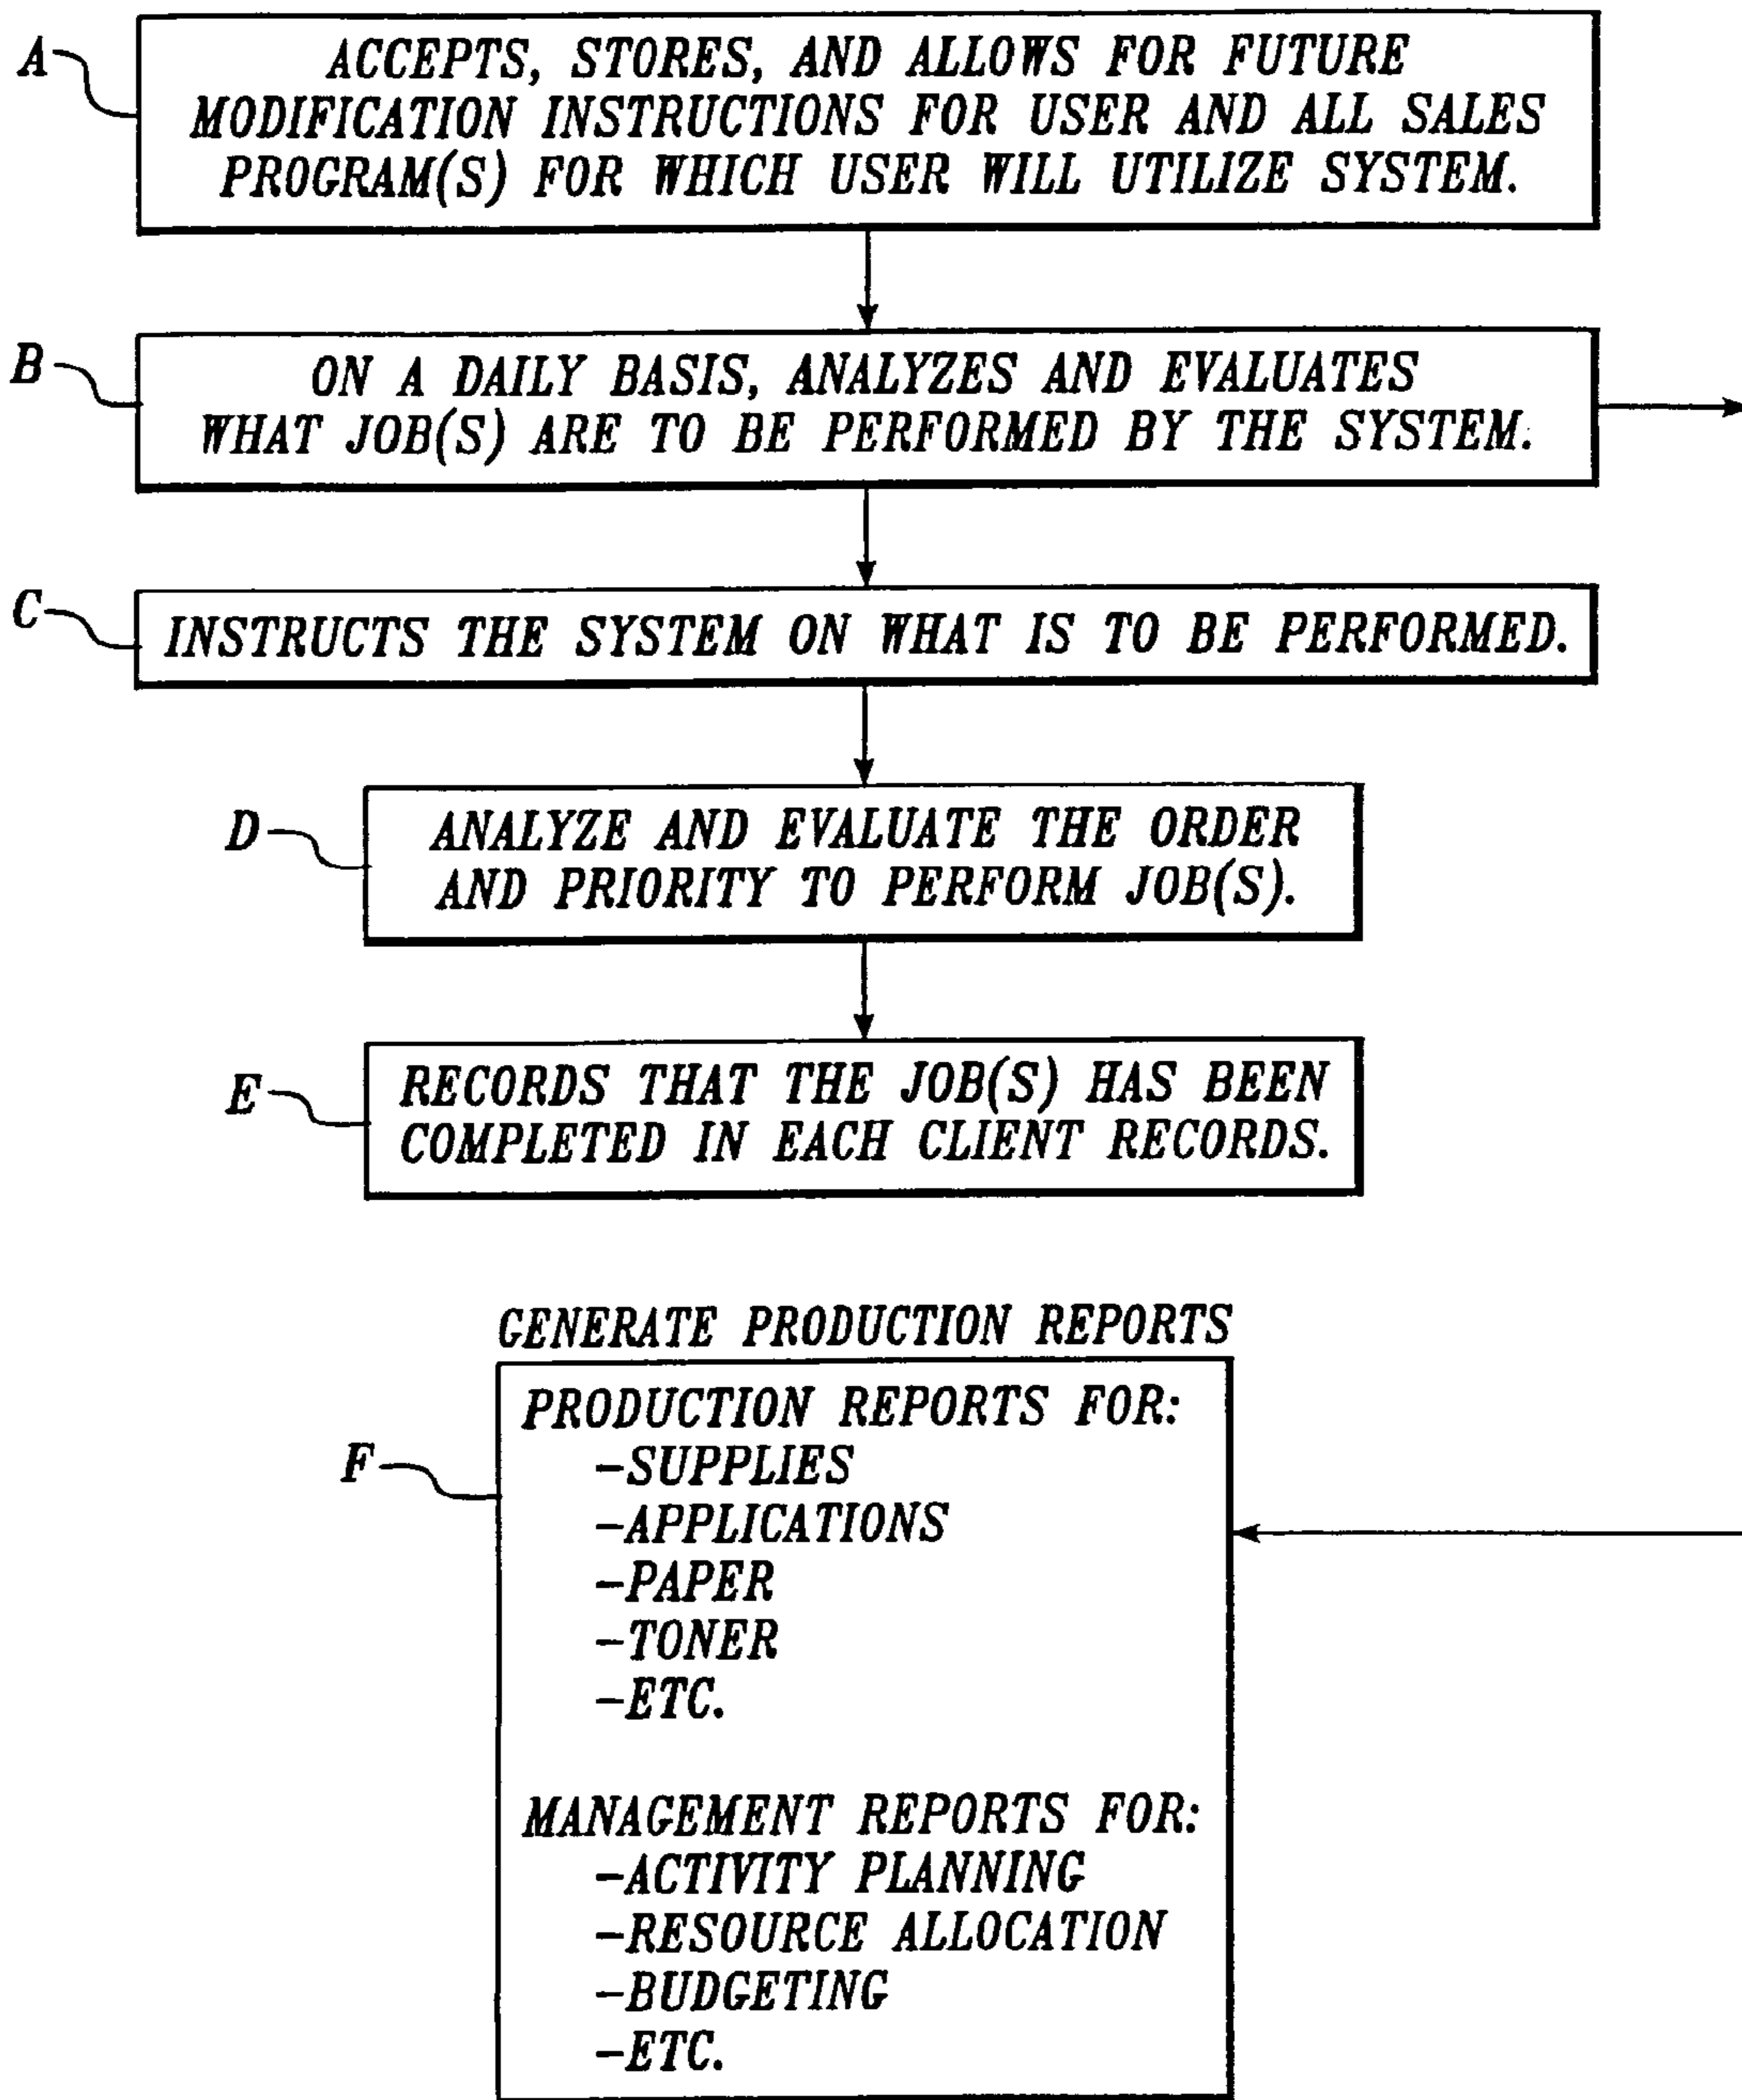 A
ACCEPTS, STORES, AND ALLOWS FOR FUTURE
MODIFICATION INSTRUCTIONS FOR USER AND ALL SALES
PROGRAM(S) FOR WHICH USER WILL UTILIZE SYSTEM.
B
ON A DAILY BASIS, ANALYZES AND EVALUATES
WHAT JOB(S) ARE TO BE PERFORMED BY THE SYSTEM.
C
INSTRUCTS THE SYSTEM ON WHAT IS TO BE PERFORMED.
D
ANALYZE AND EVALUATE THE ORDER
AND PRIORITY TO PERFORM JOB(S).
E
RECORDS THAT THE JOB(S) HAS BEEN
COMPLETED IN EACH CLIENT RECORDS.
GENERATE PRODUCTION REPORTS
F
PRODUCTION REPORTS FOR:
-SUPPLIES
-APPLICATIONS
-PAPER
-TONER
-ETC.
MANAGEMENT REPORTS FOR:
-ACTIVITY PLANNING
-RESOURCE ALLOCATION
-BUDGETING
-ETC.